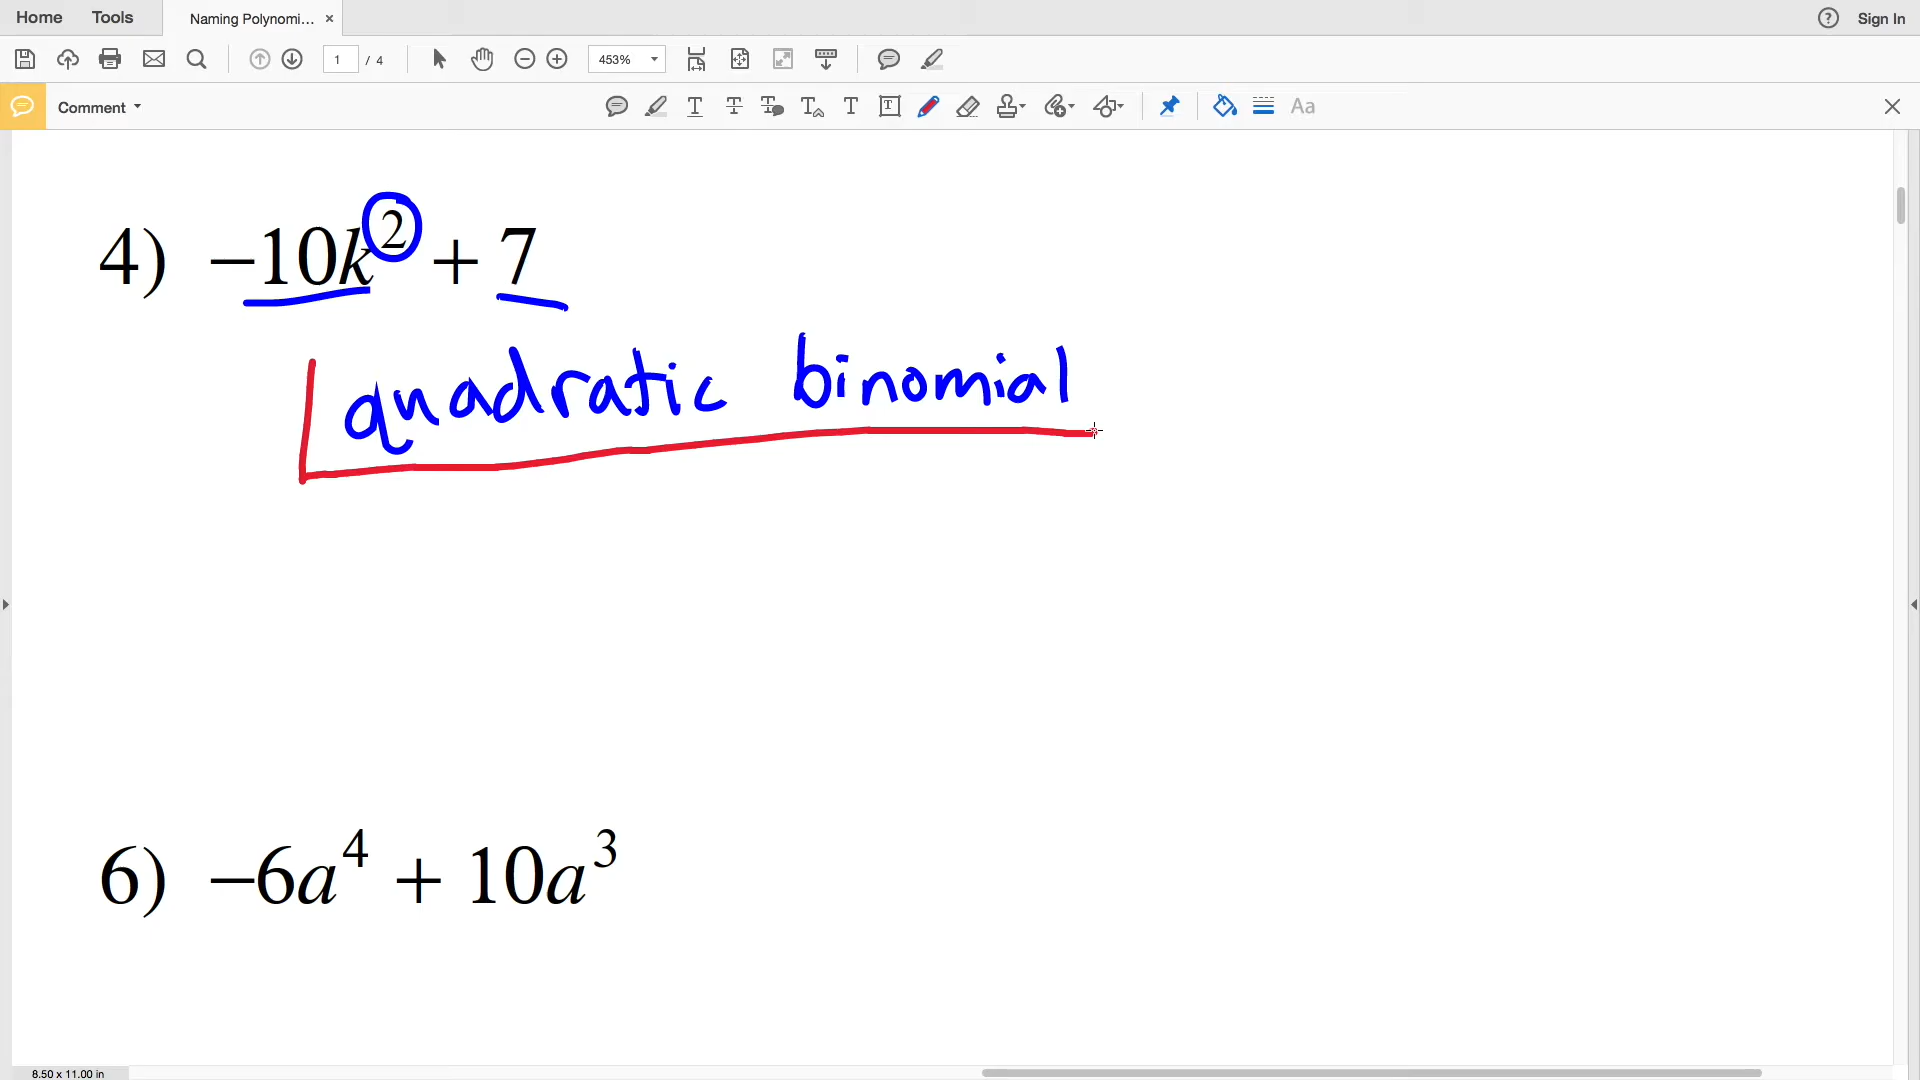 Home Tools Naming Polynomi... × ? Sign In
1 / 4 453%
Comment T T T T T T Aa
4) −10k² + 7
quadratic binomial
6) −6a⁴ + 10a³
8.50 x 11.00 in